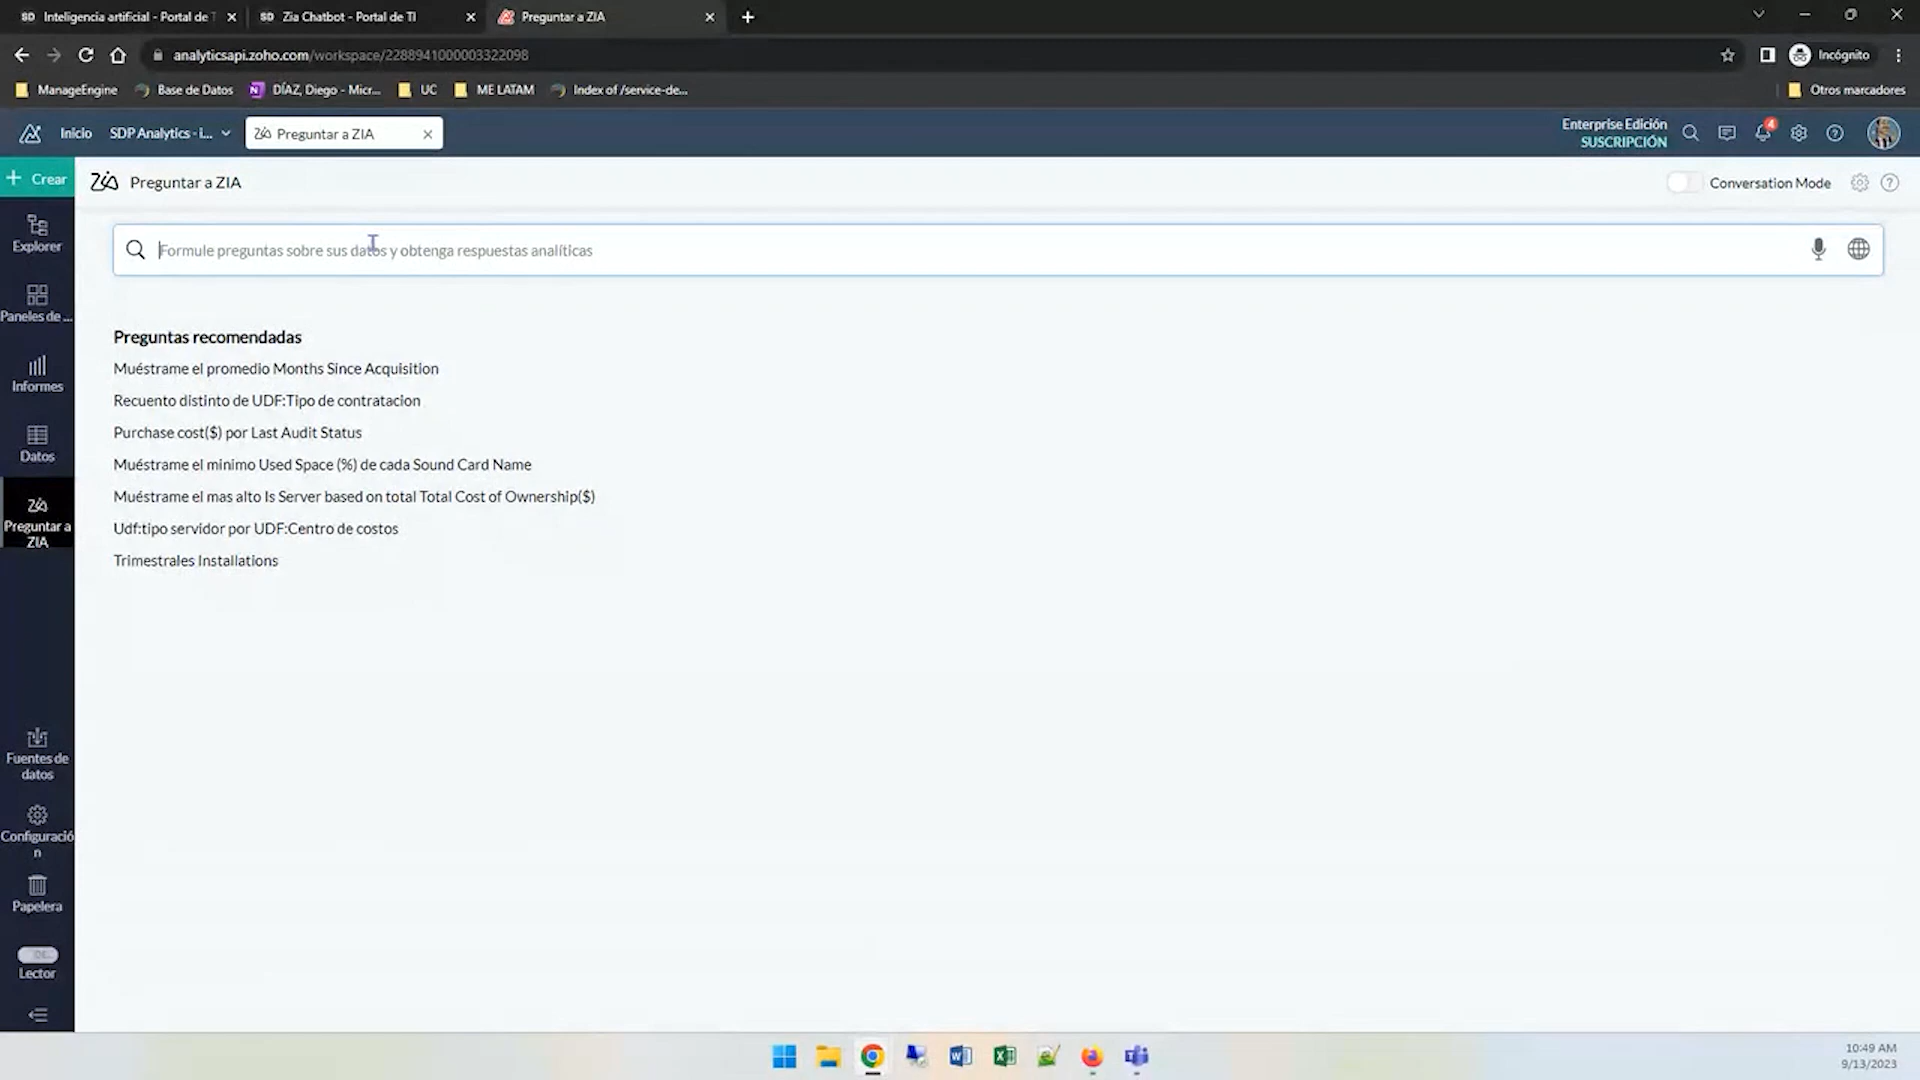 Inteligencia artificial - Portal de T
Zia Chatbot - Portal de TI
Preguntar a ZIA
analyticsapi.zoho.com/workspace/2288941000003322098
Incógnito
ManageEngine
Base de Datos
DÍAZ, Diego - Micr...
UC
ME LATAM
Index of /service-de...
Otros marcadores
Inicio
SDP Analytics - i...
Preguntar a ZIA
Enterprise Edición
SUSCRIPCIÓN
4
Crear
Zia Preguntar a ZIA
Conversation Mode
Explorer
Formule preguntas sobre sus datos y obtenga respuestas analíticas
Paneles de ...
Preguntas recomendadas
Muéstrame el promedio Months Since Acquisition
Informes
Recuento distinto de UDF:Tipo de contratacion
Purchase cost($) por Last Audit Status
Datos
Muéstrame el mínimo Used Space (%) de cada Sound Card Name
Muéstrame el mas alto Is Server based on total Total Cost of Ownership($)
Preguntar a
ZIA
Udf:tipo servidor por UDF:Centro de costos
Trimestrales Installations
Fuentes de
datos
Configuració
n
Papelera
Lector
10:49 AM
9/13/2023